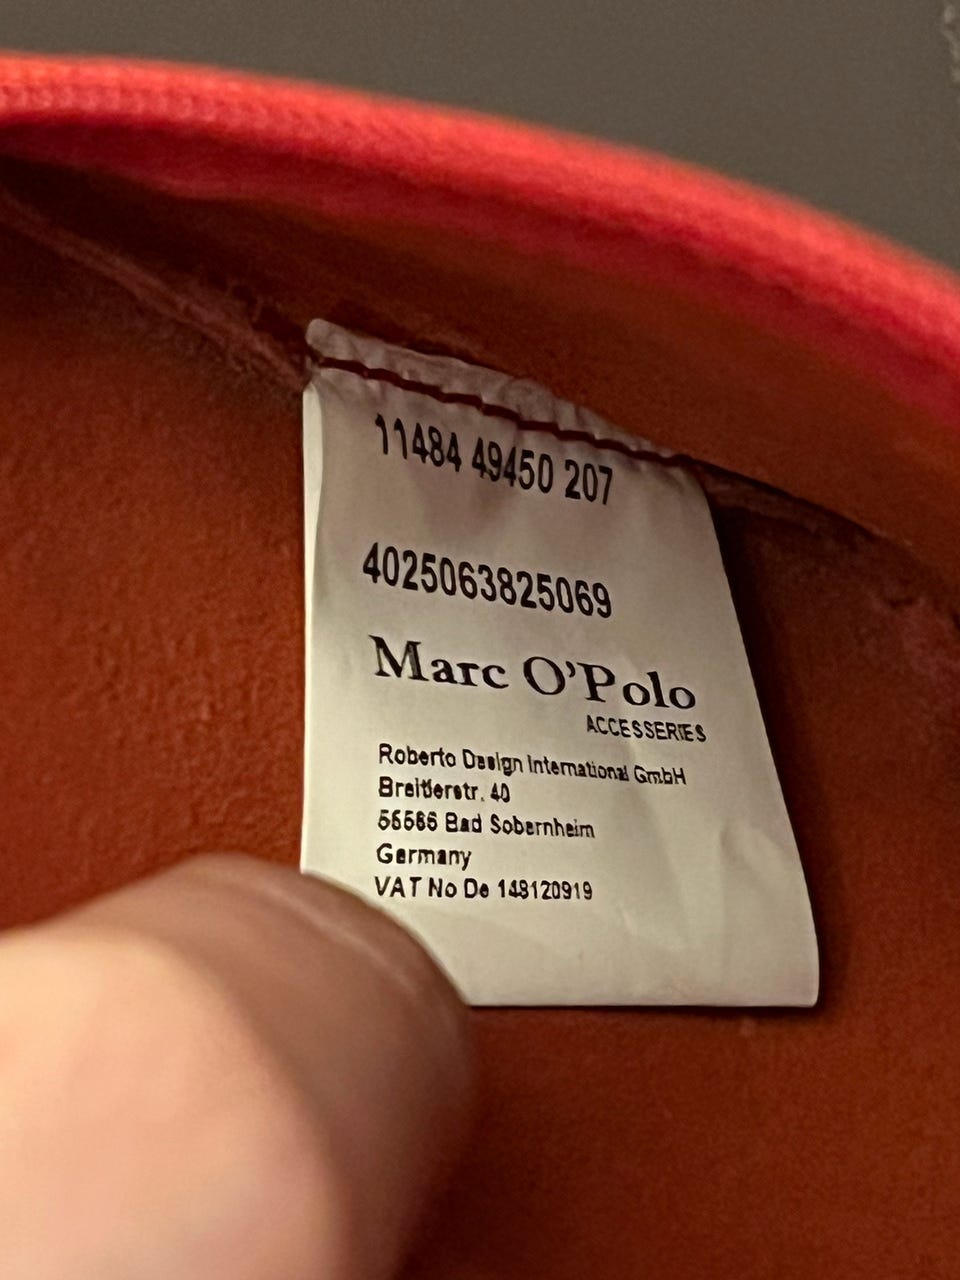 11484 49450 207
4025063825069
Marc O'Polo
ACCESSERIES
Roberto Design International GmbH
Breitlerstr. 40
55566 Bad Sobernheim
Germany
VAT No De 148120919